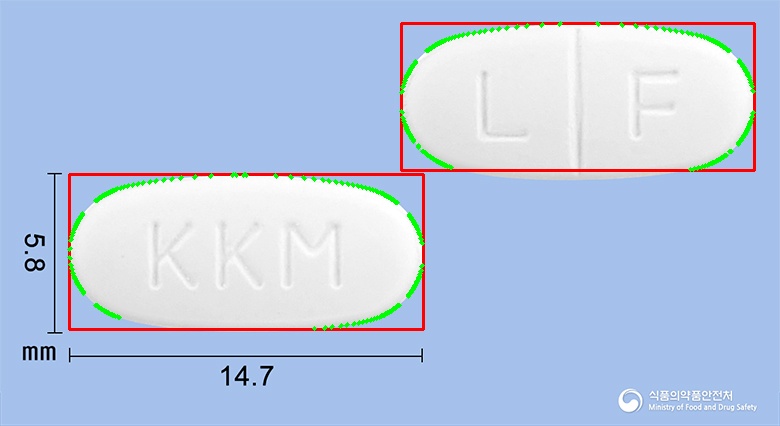 L F
KKM
5.8
mm
14.7
식품의약품안전처
Ministry of Food and Drug Safety